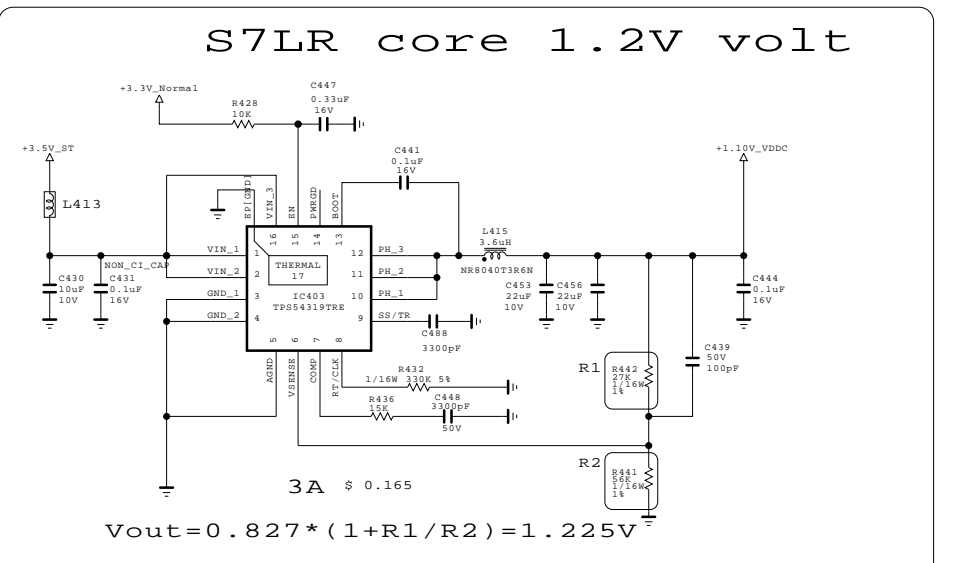 S7LR core 1.2V volt
+3.3V_Normal
C447
0.33uF
16V
R428
10K
+3.5V_ST
L413
C441
0.1uF
16V
+1.10V_VDDC
EP[GND]
VIN_3
EN
PWRGD
BOOT
16
15
14
13
L415
3.6uH
NR8040T3R6N
VIN_1
1
VIN_2
2
GND_1
3
GND_2
4
THERMAL
17
IC403
TPS54319TRE
12
PH_3
11
PH_2
10
PH_1
9
SS/TR
NON_CI_CAP
C430
10uF
10V
C431
0.1uF
16V
C453
22uF
10V
C456
22uF
10V
C444
0.1uF
16V
C488
3300pF
5
6
7
8
AGND
VSENSE
COMP
RT/CLK
R432
1/16W 330K 5%
R436
15K
C448
3300pF
50V
C439
50V
100pF
R1
R442
27K
1/16W
1%
R2
R441
56K
1/16W
1%
3A $ 0.165
Vout=0.827*(1+R1/R2)=1.225V